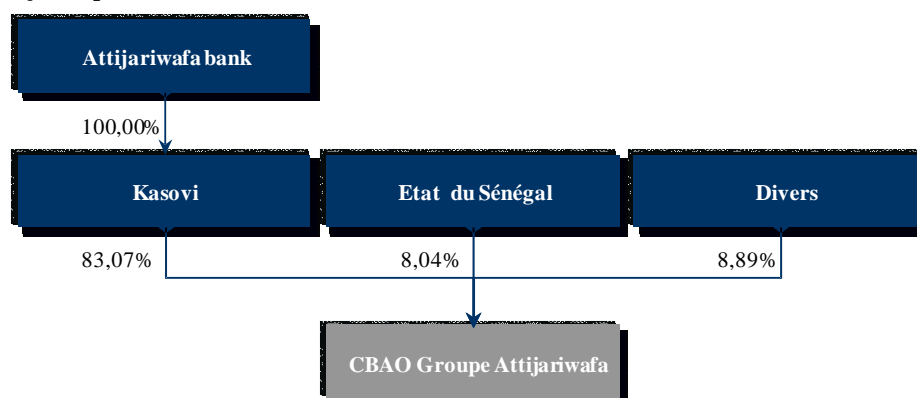 Attijariwafa bank
100,00%
Kasovi Etat du Sénégal Divers
83,07% 8,04% 8,89%
CBAO Groupe Attijariwafa